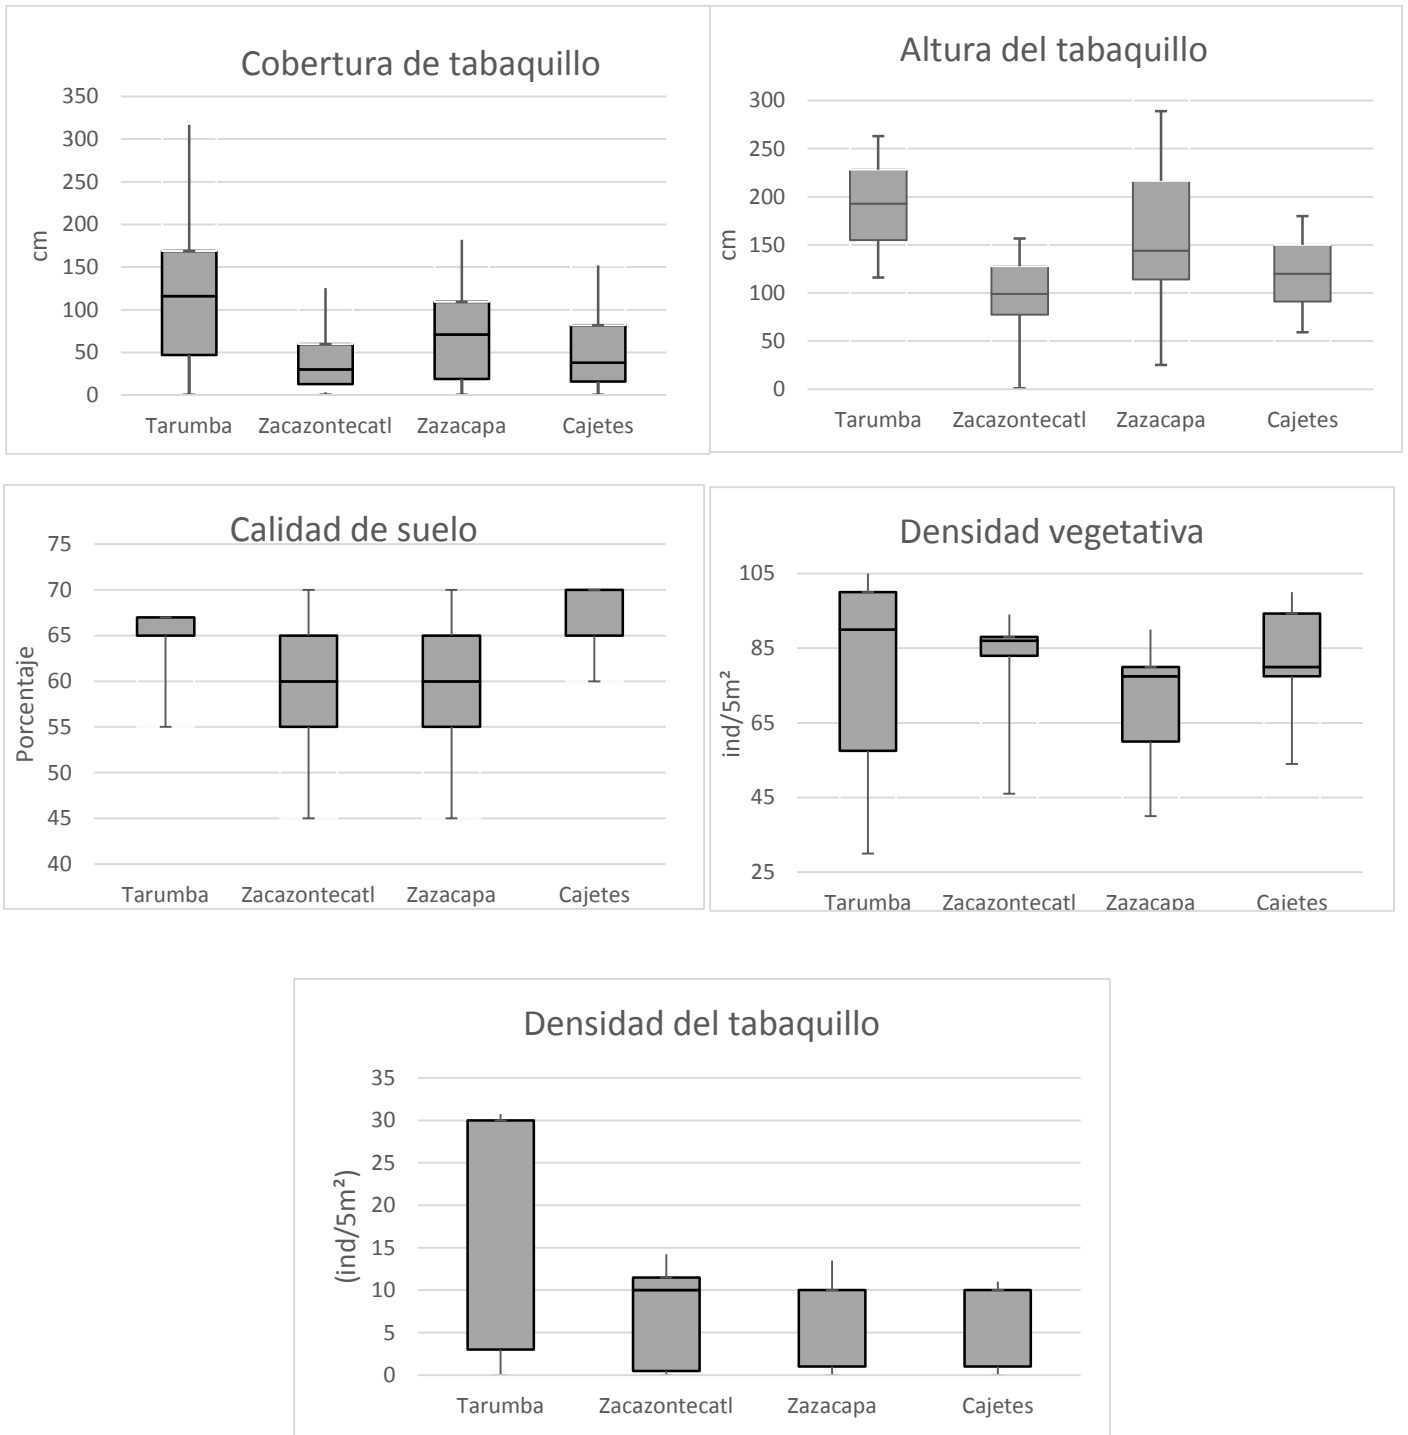 Cobertura de tabaquillo
350
300
250
200
150
100
50
0
cm
Tarumba Zacazontecatl Zazacapa Cajetes
Altura del tabaquillo
300
250
200
150
100
50
0
cm
Tarumba Zacazontecatl Zazacapa Cajetes
Calidad de suelo
75
70
65
60
55
50
45
40
Porcentaje
Tarumba Zacazontecatl Zazacapa Cajetes
Densidad vegetativa
105
85
65
45
25
ind/5m²
Tarumba Zacazontecatl Zazacapa Cajetes
Densidad del tabaquillo
35
30
25
20
15
10
5
0
(ind/5m²)
Tarumba Zacazontecatl Zazacapa Cajetes